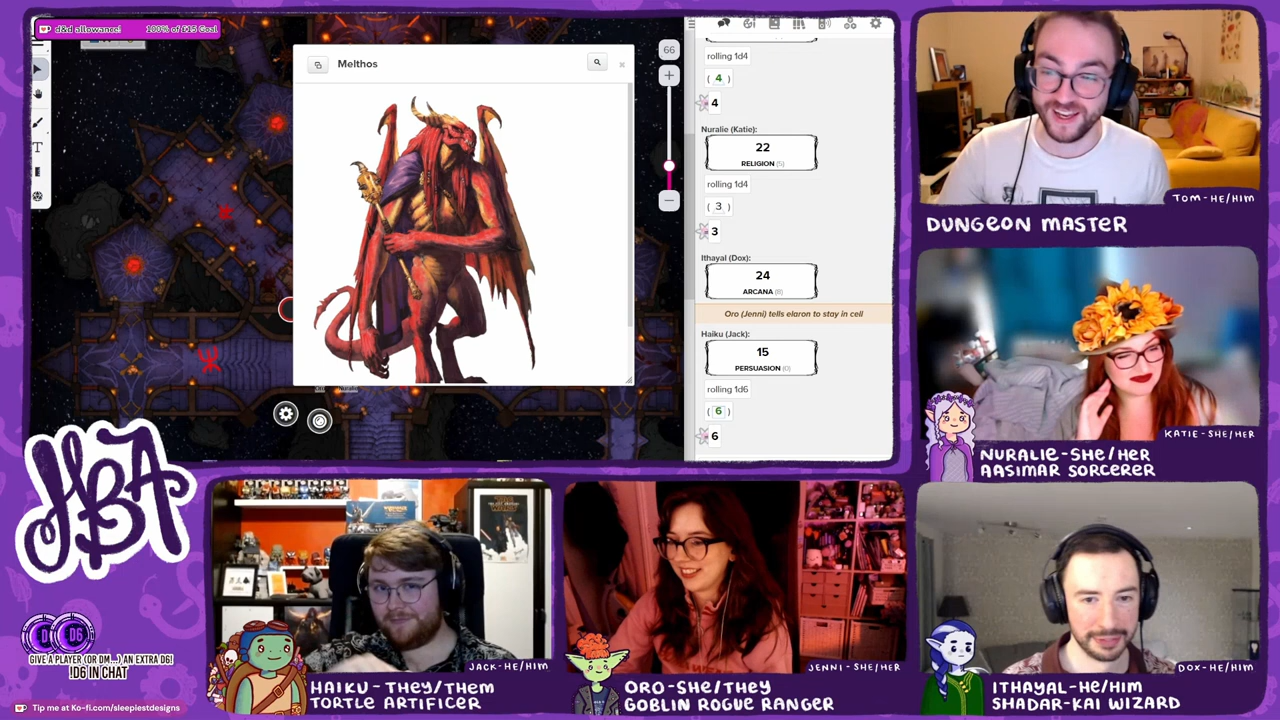 d&d allowance!
100% of £15 Goal
Melthos
66
rolling 1d4
( 4 )
4
Nuralie (Katie):
22
RELIGION (5)
rolling 1d4
( 3 )
3
Ithayal (Dox):
24
ARCANA (8)
Oro (Jenni) tells elaron to stay in cell
Haiku (Jack):
15
PERSUASION (0)
rolling 1d6
( 6 )
6
TOM-HE/HIM
DUNGEON MASTER
KATIE-SHE/HER
NURALIE-SHE/HER
AASIMAR SORCERER
HBA
D6
GIVE A PLAYER (OR DM...) AN EXTRA D6!
!D6 IN CHAT
Tip me at Ko-fi.com/sleepiestdesigns
JACK-HE/HIM
HAIKU-THEY/THEM
TORTLE ARTIFICER
JENNI-SHE/HER
ORO-SHE/THEY
GOBLIN ROGUE RANGER
DOX-HE/HIM
ITHAYAL-HE/HIM
SHADAR-KAI WIZARD